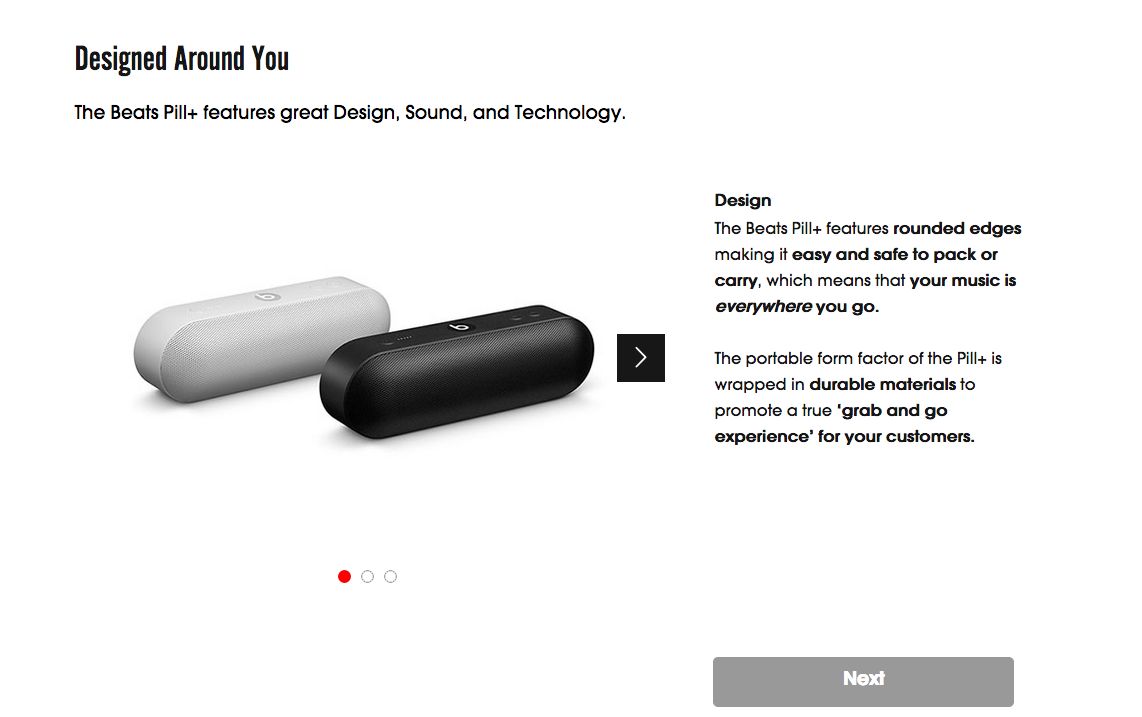 Designed Around You
The Beats Pill+ features great Design, Sound, and Technology.
Design
The Beats Pill+ features rounded edges
making it easy and safe to pack or
carry, which means that your music is
everywhere you go.
The portable form factor of the Pill+ is
wrapped in durable materials to
promote a true 'grab and go
experience' for your customers.
Next